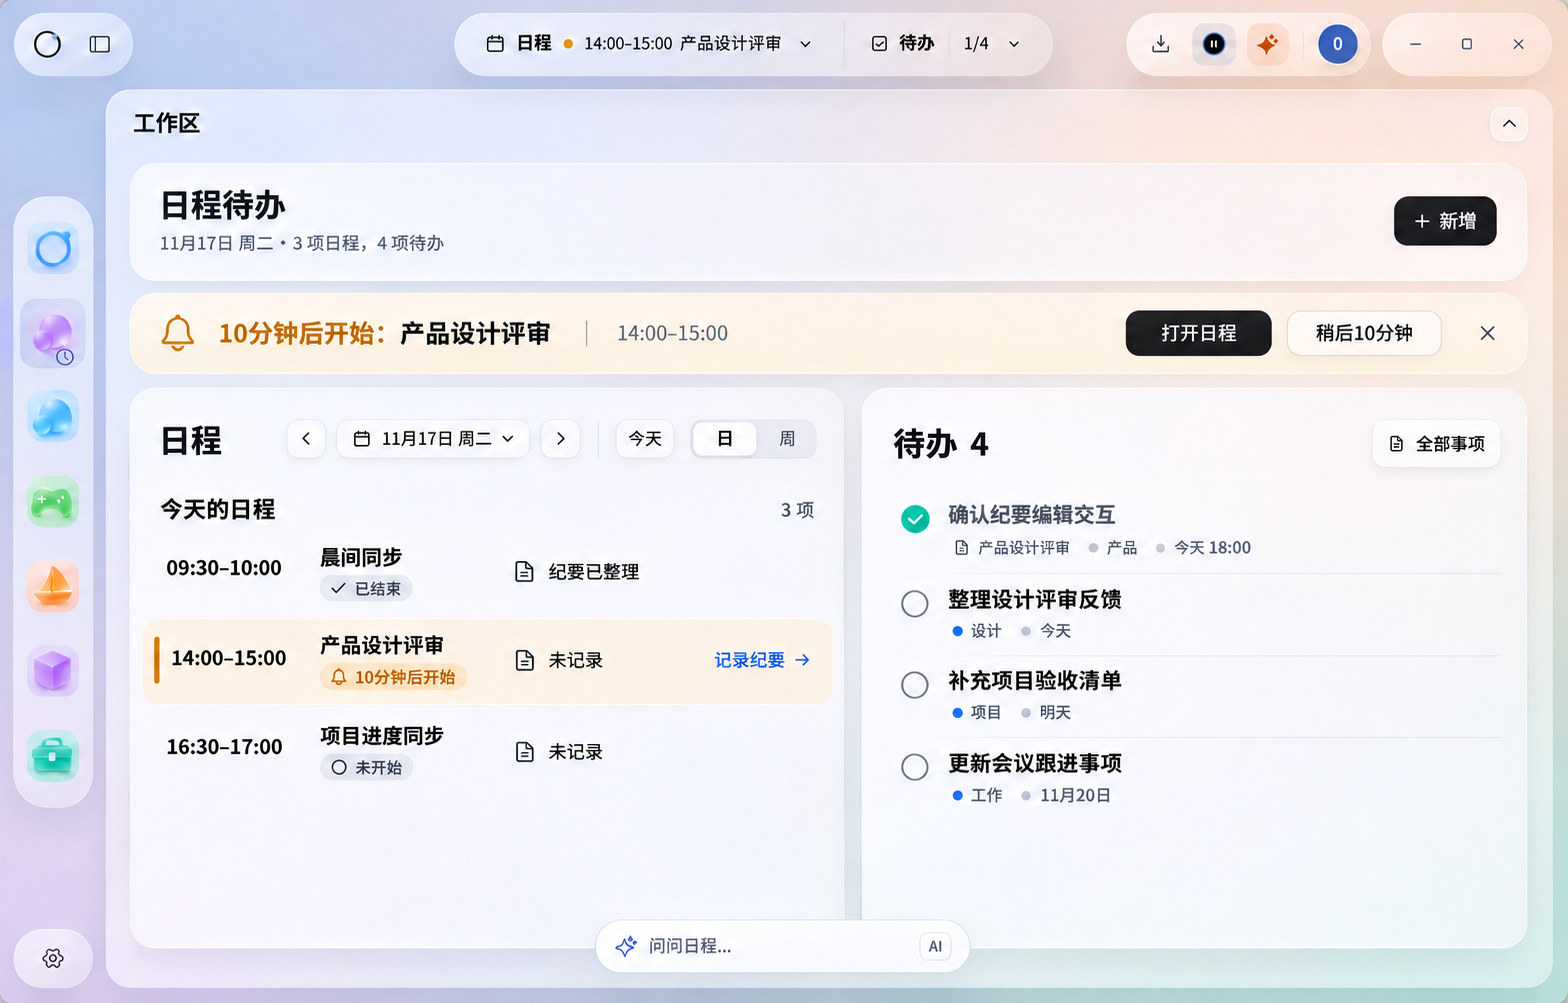 日程 14:00–15:00 产品设计评审
待办 1/4
0
工作区
日程待办
11月17日 周二・3 项日程，4 项待办
+ 新增
10分钟后开始：产品设计评审 14:00–15:00
打开日程
稍后10分钟
日程
11月17日 周二
今天
日
周
今天的日程
3 项
09:30–10:00
晨间同步
已结束
纪要已整理
14:00–15:00
产品设计评审
10分钟后开始
未记录
记录纪要 →
16:30–17:00
项目进度同步
未开始
未记录
待办 4
全部事项
确认纪要编辑交互
产品设计评审 产品 今天 18:00
整理设计评审反馈
设计 今天
补充项目验收清单
项目 明天
更新会议跟进事项
工作 11月20日
问问日程...
AI